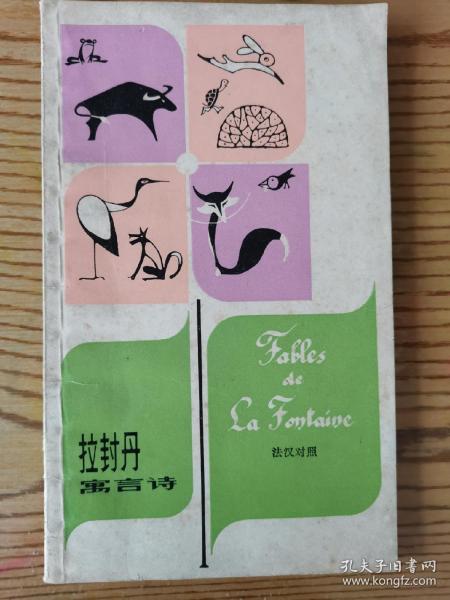 Fables
de
La Fontaine
法汉对照
拉封丹
寓言诗
孔夫子旧书网
www.kongfz.com